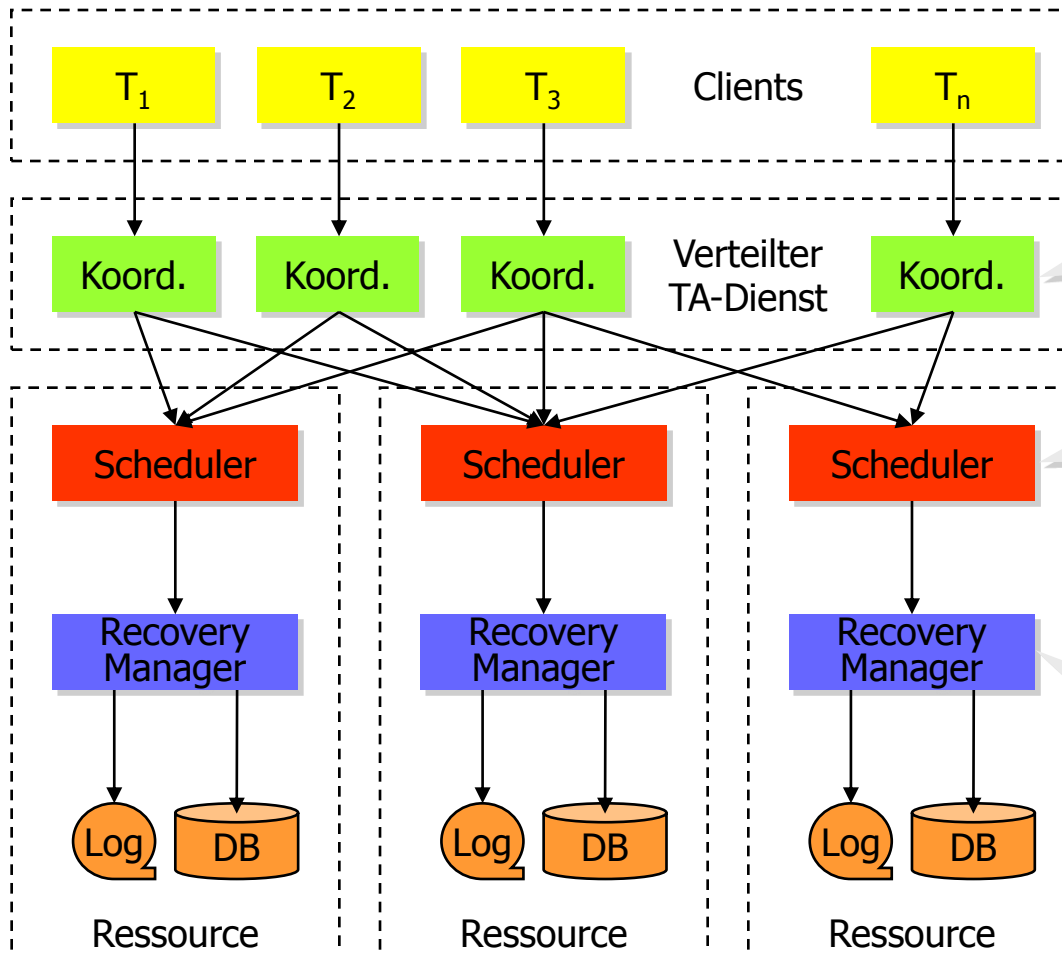 T1 T2 T3 Clients Tn
Koord. Koord. Koord. Verteilter TA-Dienst Koord.
Scheduler Scheduler Scheduler
Recovery Manager Recovery Manager Recovery Manager
Log DB Log DB Log DB
Ressource Ressource Ressource